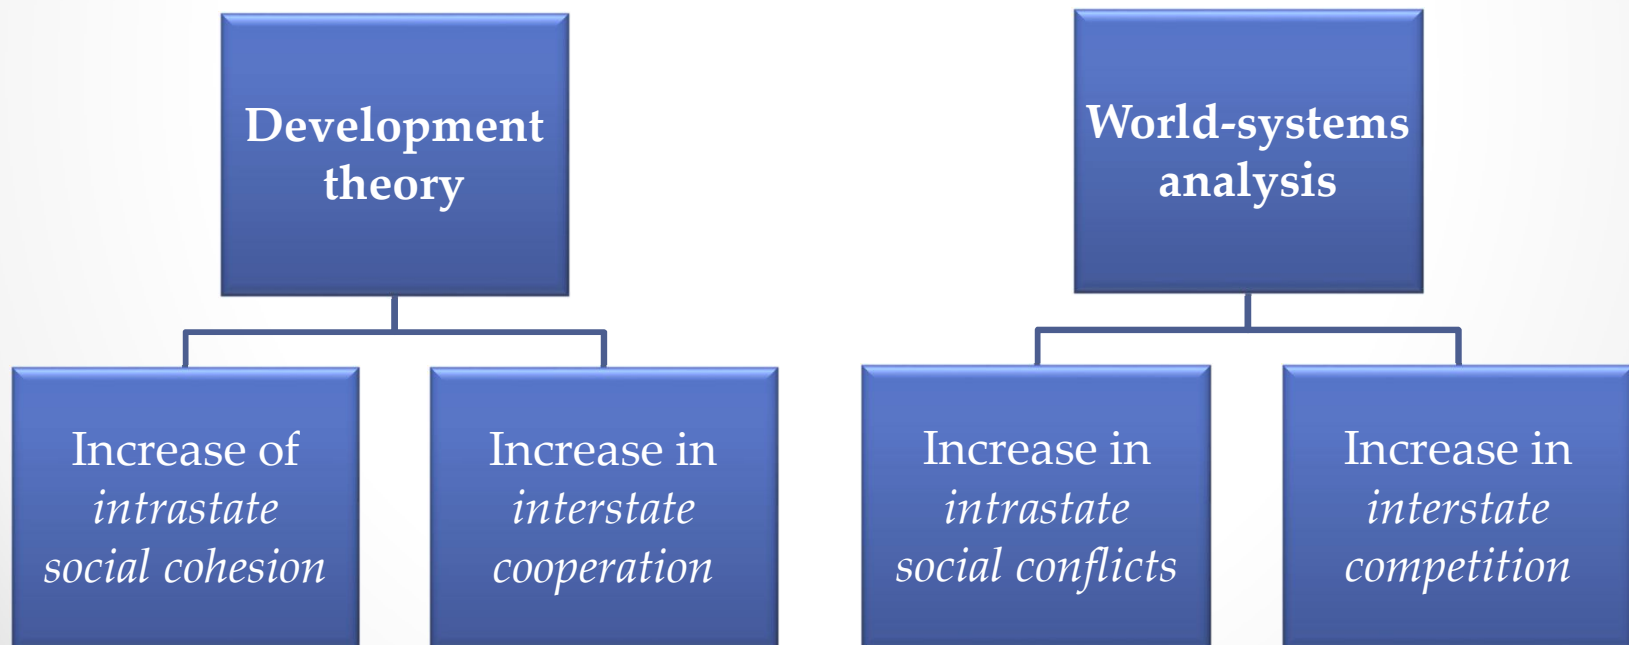 Development
theory
World-systems
analysis
Increase of
intrastate
social cohesion
Increase in
interstate
cooperation
Increase in
intrastate
social conflicts
Increase in
interstate
competition